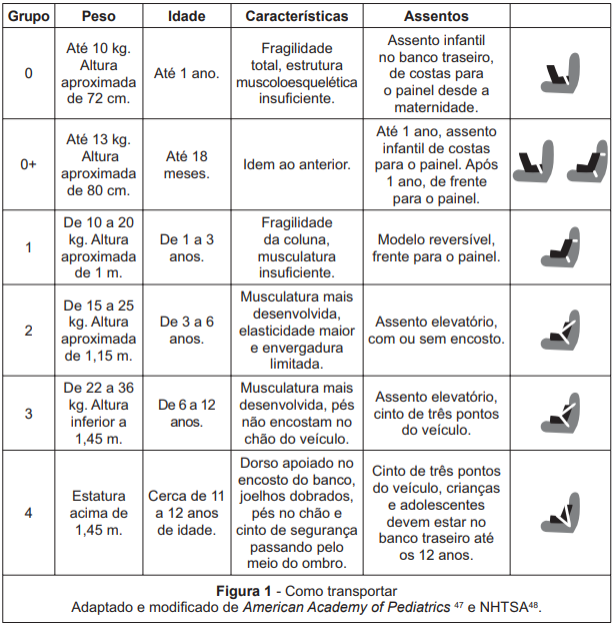 Grupo Peso Idade Características Assentos
0
Até 10 kg.
Altura
aproximada
de 72 cm.
Até 1 ano.
Fragilidade
total, estrutura
muscoloesquelética
insuficiente.
Assento infantil
no banco traseiro,
de costas para
o painel desde a
maternidade.
0+
Até 13 kg.
Altura
aproximada
de 80 cm.
Até 18
meses.
Idem ao anterior.
Até 1 ano, assento
infantil de costas
para o painel. Após
1 ano, de frente
para o painel.
1
De 10 a 20
kg. Altura
aproximada
de 1 m.
De 1 a 3
anos.
Fragilidade
da coluna,
musculatura
insuficiente.
Modelo reversível,
frente para o painel.
2
De 15 a 25
kg. Altura
aproximada
de 1,15 m.
De 3 a 6
anos.
Musculatura mais
desenvolvida,
elasticidade maior
e envergadura
limitada.
Assento elevatório,
com ou sem encosto.
3
De 22 a 36
kg. Altura
inferior a
1,45 m.
De 6 a 12
anos.
Musculatura mais
desenvolvida, pés
não encostam no
chão do veículo.
Assento elevatório,
cinto de três pontos
do veículo.
4
Estatura
acima de
1,45 m.
Cerca de 11
a 12 anos
de idade.
Dorso apoiado no
encosto do banco,
joelhos dobrados,
pés no chão e
cinto de segurança
passando pelo
meio do ombro.
Cinto de três pontos
do veículo, crianças
e adolescentes
devem estar no
banco traseiro até
os 12 anos.
Figura 1 - Como transportar
Adaptado e modificado de American Academy of Pediatrics 47 e NHTSA48.